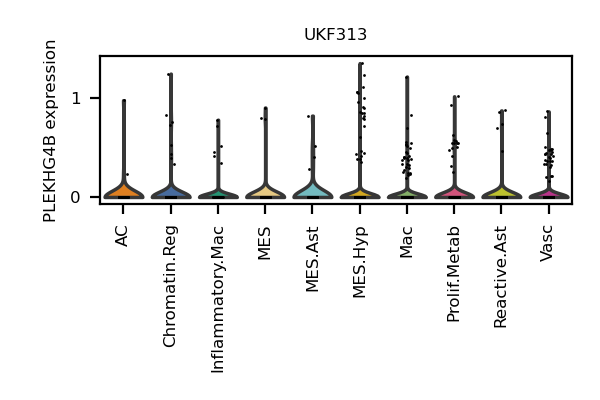 UKF313
PLEKHG4B expression
1
0
AC
Chromatin.Reg
Inflammatory.Mac
MES
MES.Ast
MES.Hyp
Mac
Prolif.Metab
Reactive.Ast
Vasc